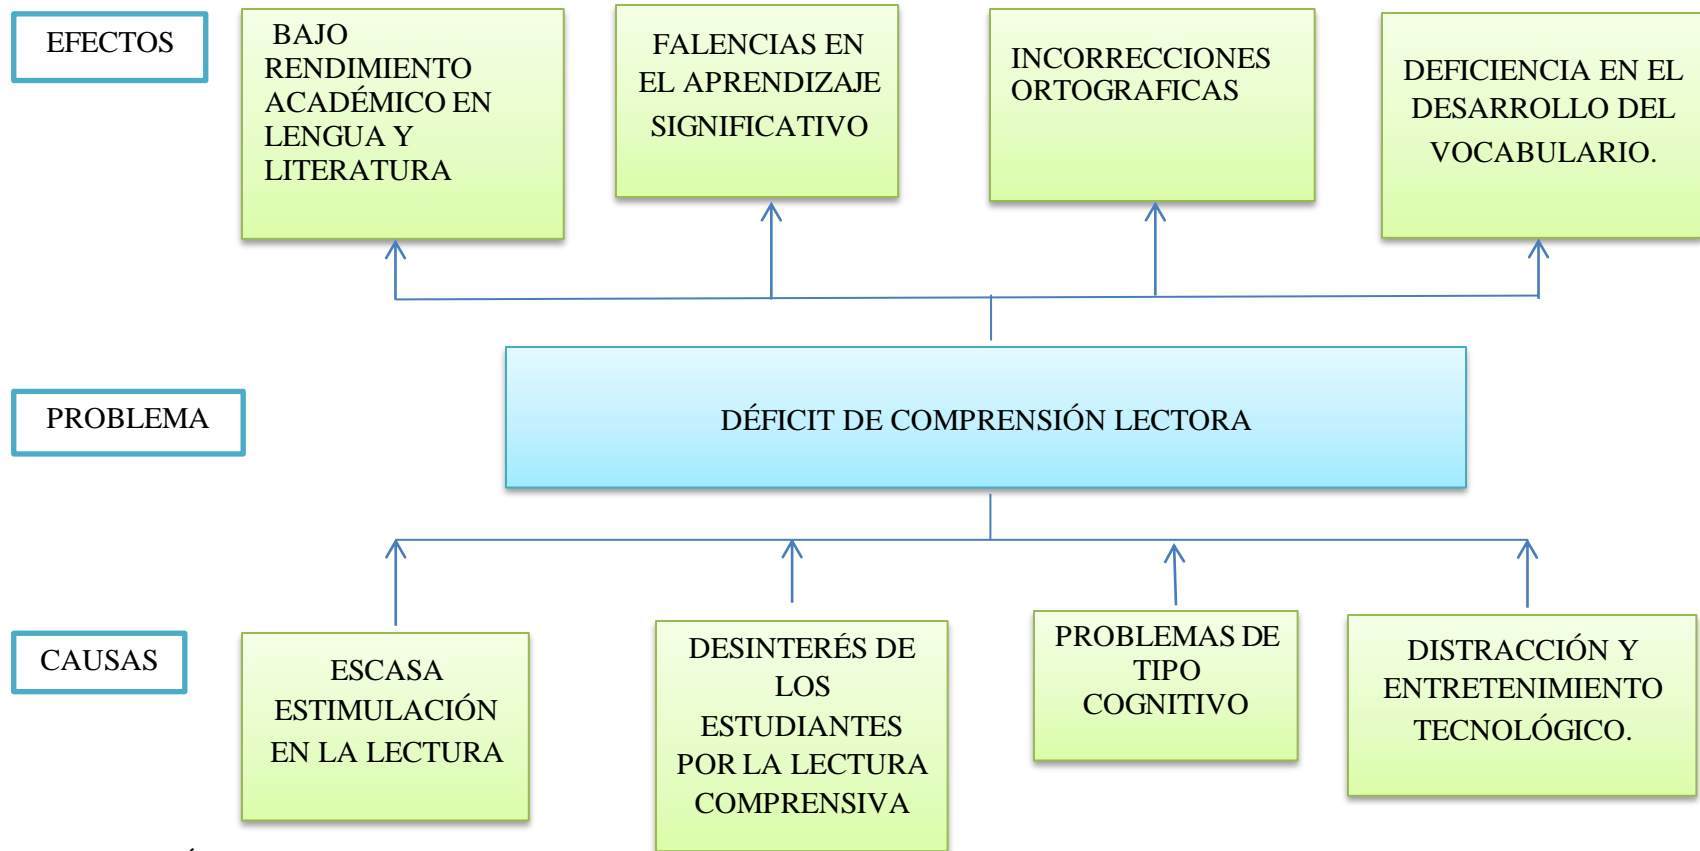 EFECTOS
BAJO
RENDIMIENTO
ACADÉMICO EN
LENGUA Y
LITERATURA
FALENCIAS EN
EL APRENDIZAJE
SIGNIFICATIVO
INCORRECCIONES
ORTOGRAFICAS
DEFICIENCIA EN EL
DESARROLLO DEL
VOCABULARIO.
PROBLEMA
DÉFICIT DE COMPRENSIÓN LECTORA
CAUSAS
ESCASA
ESTIMULACIÓN
EN LA LECTURA
DESINTERÉS DE
LOS
ESTUDIANTES
POR LA LECTURA
COMPRENSIVA
PROBLEMAS DE
TIPO
COGNITIVO
DISTRACCIÓN Y
ENTRETENIMIENTO
TECNOLÓGICO.